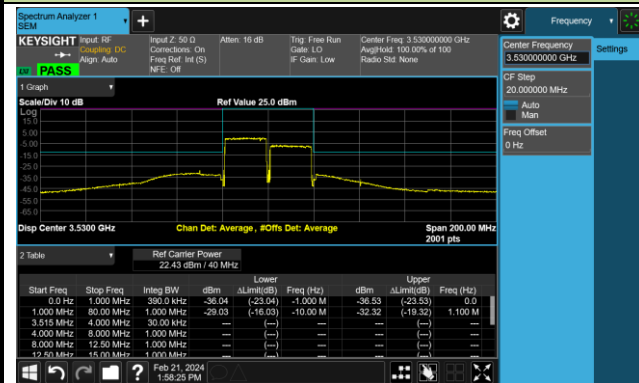 Spectrum Analyzer 1
SEM
Frequency
KEYSIGHT Input: RF
Coupling: DC
Align: Auto
Input Z: 50 Ω
Corrections: On
Freq Ref: Int (S)
NFE: Off
Atten: 16 dB
Trig: Free Run
Gate: LO
IF Gain: Low
Center Freq: 3.530000000 GHz
Avg|Hold: 100.00% of 100
Radio Std: None
PASS
Center Frequency
3.530000000 GHz
Settings
CF Step
20.000000 MHz
Auto
Man
Freq Offset
0 Hz
1 Graph
Scale/Div 10 dB
Ref Value 25.0 dBm
Log
15.0
5.00
-5.00
-15.0
-25.0
-35.0
-45.0
-55.0
-65.0
Disp Center 3.5300 GHz
Chan Det: Average, #Offs Det: Average
Span 200.00 MHz
2001 pts
2 Table
Ref Carrier Power
22.43 dBm / 40 MHz
Lower Upper
Start Freq Stop Freq Integ BW dBm ΔLimit(dB) Freq (Hz) dBm ΔLimit(dB) Freq (Hz)
0.0 Hz 1.000 MHz 390.0 kHz -36.04 (-23.04) -1.000 M -36.53 (-23.53) 0.0
1.000 MHz 80.00 MHz 1.000 MHz -29.03 (-16.03) -10.00 M -32.32 (-19.32) 1.100 M
3.515 MHz 4.000 MHz 30.00 kHz --- (---) --- (---)
4.000 MHz 8.000 MHz 1.000 MHz --- (---) --- (---)
8.000 MHz 12.50 MHz 1.000 MHz --- (---) --- (---)
12.50 MHz 15.00 MHz 1.000 MHz --- (---) --- (---)
?
Feb 21, 2024
1:58:25 PM